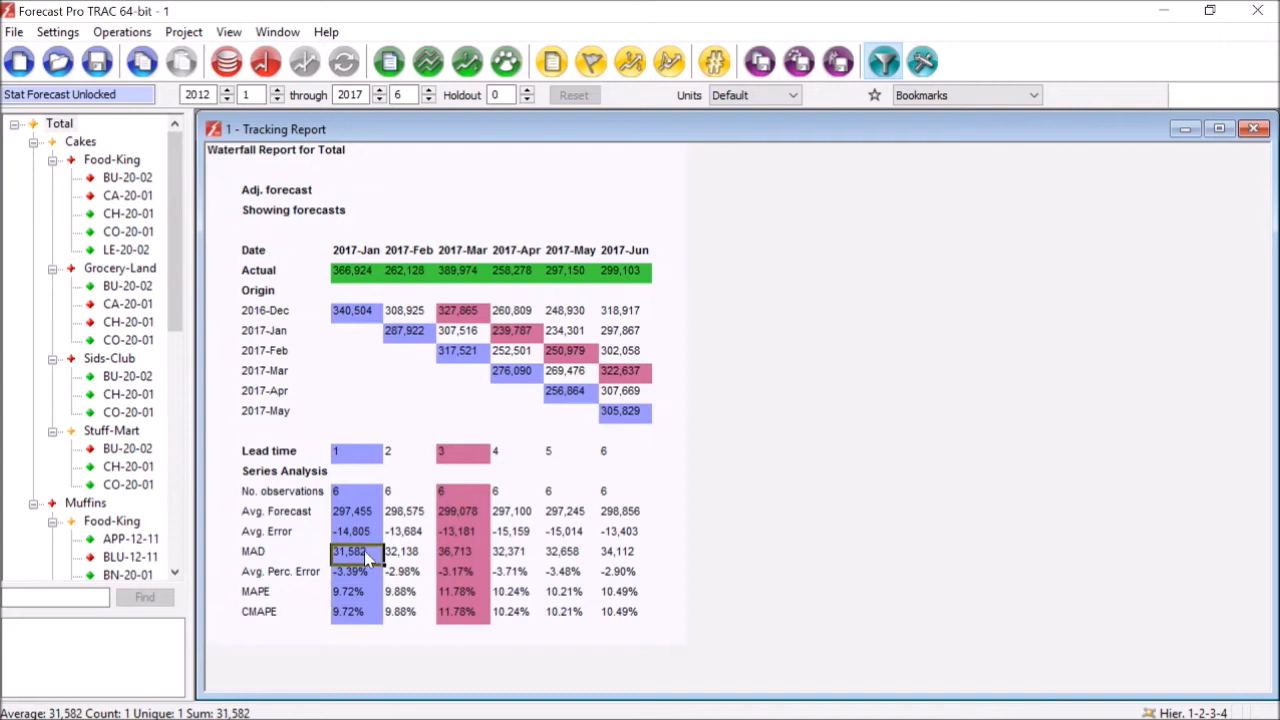 Forecast Pro TRAC 64-bit - 1
File Settings Operations Project View Window Help
Stat Forecast Unlocked 2012 1 through 2017 6 Holdout 0 Reset Units Default Bookmarks
Total
Cakes
Food-King
BU-20-02
CA-20-01
CH-20-01
CO-20-01
LE-20-02
Grocery-Land
BU-20-02
CA-20-01
CH-20-01
CO-20-01
Sids-Club
BU-20-02
CH-20-01
CO-20-01
Stuff-Mart
BU-20-02
CH-20-01
CO-20-01
Muffins
Food-King
APP-12-11
BLU-12-11
BN-20-01
Find
1 - Tracking Report
Waterfall Report for Total
Adj. forecast
Showing forecasts
Date 2017-Jan 2017-Feb 2017-Mar 2017-Apr 2017-May 2017-Jun
Actual 366,924 262,128 389,974 258,278 297,150 299,103
Origin
2016-Dec 340,504 308,925 327,865 260,809 248,930 318,917
2017-Jan 287,922 307,516 239,787 234,301 297,867
2017-Feb 317,521 252,501 250,979 302,058
2017-Mar 276,090 269,476 322,637
2017-Apr 256,864 307,669
2017-May 305,829
Lead time 1 2 3 4 5 6
Series Analysis
No. observations 6 6 6 6 6 6
Avg. Forecast 297,455 298,575 299,078 297,100 297,245 298,856
Avg. Error -14,805 -13,684 -13,181 -15,159 -15,014 -13,403
MAD 31,582 32,138 36,713 32,371 32,658 34,112
Avg. Perc. Error -3.39% -2.98% -3.17% -3.71% -3.48% -2.90%
MAPE 9.72% 9.88% 11.78% 10.24% 10.21% 10.49%
CMAPE 9.72% 9.88% 11.78% 10.24% 10.21% 10.49%
Average: 31,582 Count: 1 Unique: 1 Sum: 31,582
Hier. 1-2-3-4